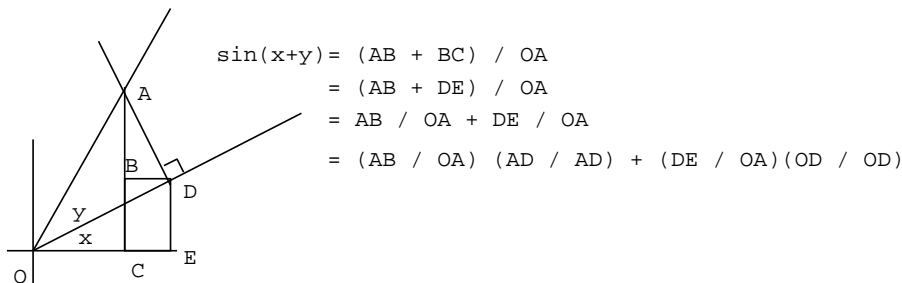 sin(x+y)= (AB + BC) / OA
= (AB + DE) / OA
A
= AB / OA + DE / OA
= (AB / OA) (AD / AD) + (DE / OA)(OD / OD)
B
D
y
x
E
C
O